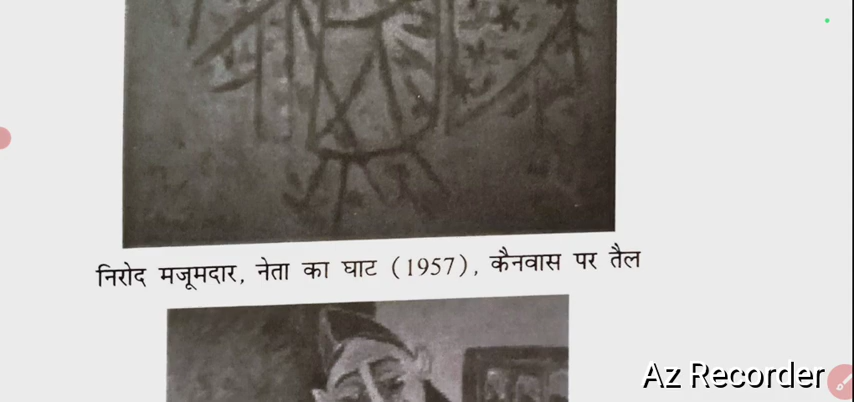 निरोद मजूमदार, नेता का घाट (1957), कैनवास पर तैल
Az Recorder